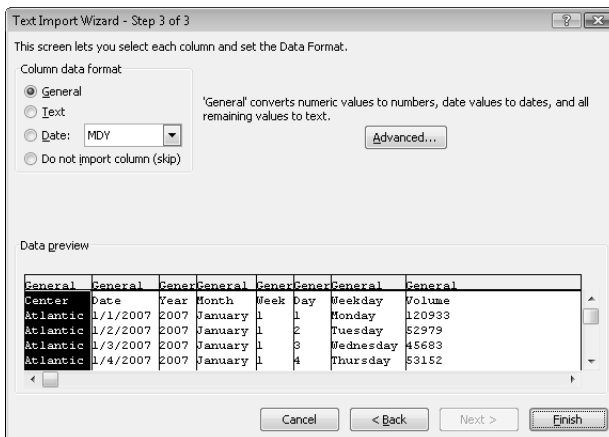 Text Import Wizard - Step 3 of 3
This screen lets you select each column and set the Data Format.
Column data format
General
Text
Date: MDY
Do not import column (skip)
'General' converts numeric values to numbers, date values to dates, and all
remaining values to text.
Advanced...
Data preview
General General GenerGeneral GenerGenerGeneral General
Center Date Year Month Week Day Weekday Volume
Atlantic 1/1/2007 2007 January 1 1 Monday 120933
Atlantic 1/2/2007 2007 January 1 2 Tuesday 52979
Atlantic 1/3/2007 2007 January 1 3 Wednesday 45683
Atlantic 1/4/2007 2007 January 1 4 Thursday 53152
Cancel < Back Next > Finish